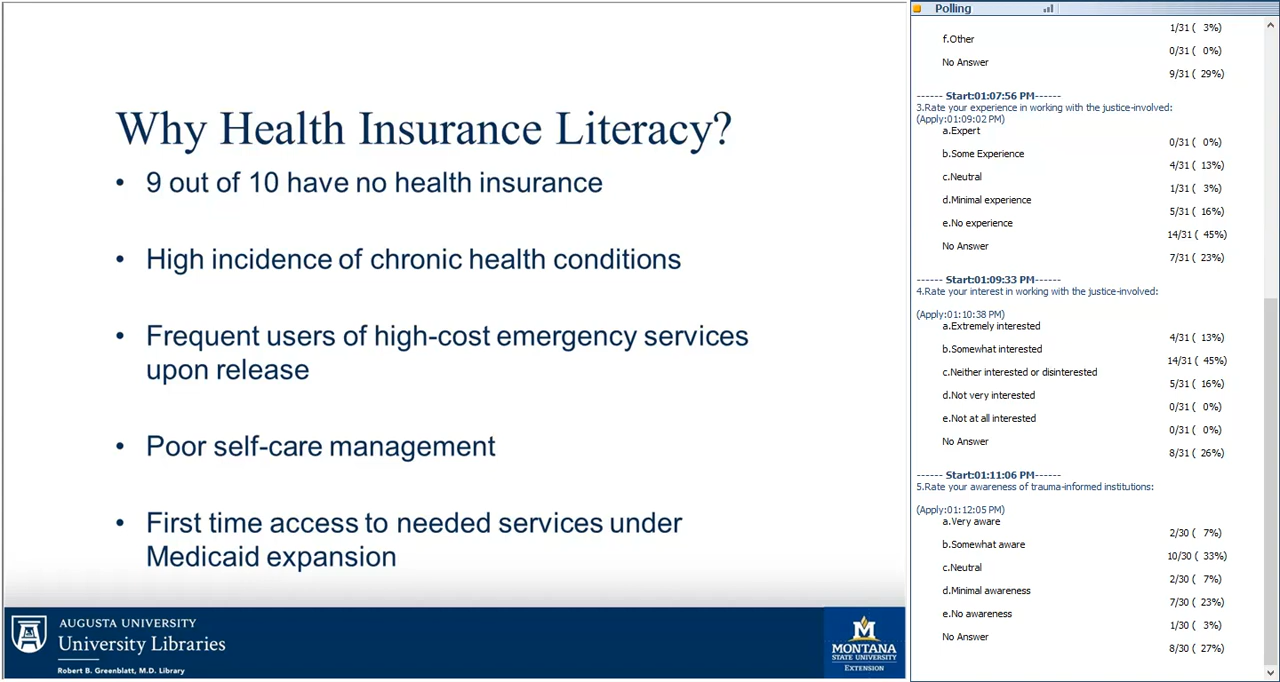 Why Health Insurance Literacy?
• 9 out of 10 have no health insurance
• High incidence of chronic health conditions
• Frequent users of high-cost emergency services
upon release
• Poor self-care management
• First time access to needed services under
Medicaid expansion
AUGUSTA UNIVERSITY
University Libraries
Robert B. Greenblatt, M.D. Library
M
MONTANA
STATE UNIVERSITY
EXTENSION
Polling
1/31 ( 3%)
f.Other
0/31 ( 0%)
No Answer
9/31 ( 29%)
------ Start:01:07:56 PM------
3.Rate your experience in working with the justice-involved:
(Apply:01:09:02 PM)
a.Expert
0/31 ( 0%)
b.Some Experience
4/31 ( 13%)
c.Neutral
1/31 ( 3%)
d.Minimal experience
5/31 ( 16%)
e.No experience
14/31 ( 45%)
No Answer
7/31 ( 23%)
------ Start:01:09:33 PM------
4.Rate your interest in working with the justice-involved:
(Apply:01:10:38 PM)
a.Extremely interested
4/31 ( 13%)
b.Somewhat interested
14/31 ( 45%)
c.Neither interested or disinterested
5/31 ( 16%)
d.Not very interested
0/31 ( 0%)
e.Not at all interested
0/31 ( 0%)
No Answer
8/31 ( 26%)
------ Start:01:11:06 PM------
5.Rate your awareness of trauma-informed institutions:
(Apply:01:12:05 PM)
a.Very aware
2/30 ( 7%)
b.Somewhat aware
10/30 ( 33%)
c.Neutral
2/30 ( 7%)
d.Minimal awareness
7/30 ( 23%)
e.No awareness
1/30 ( 3%)
No Answer
8/30 ( 27%)